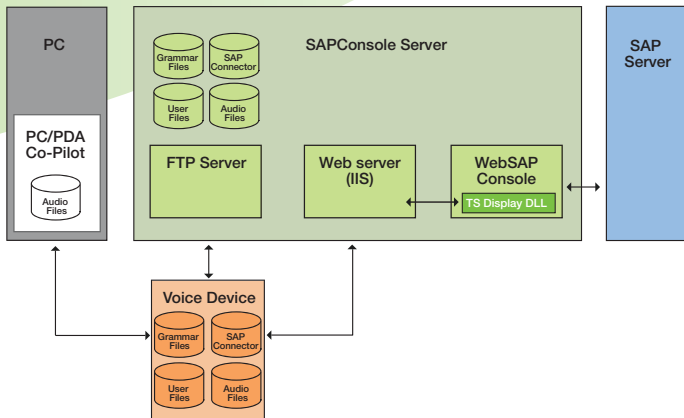 PC
PC/PDA
Co-Pilot
Audio
Files
SAPConsole Server
Grammar
Files
SAP
Connector
User
Files
Audio
Files
FTP Server
Web server
(IIS)
WebSAP
Console
TS Display DLL
SAP
Server
Voice Device
Grammar
Files
SAP
Connector
User
Files
Audio
Files